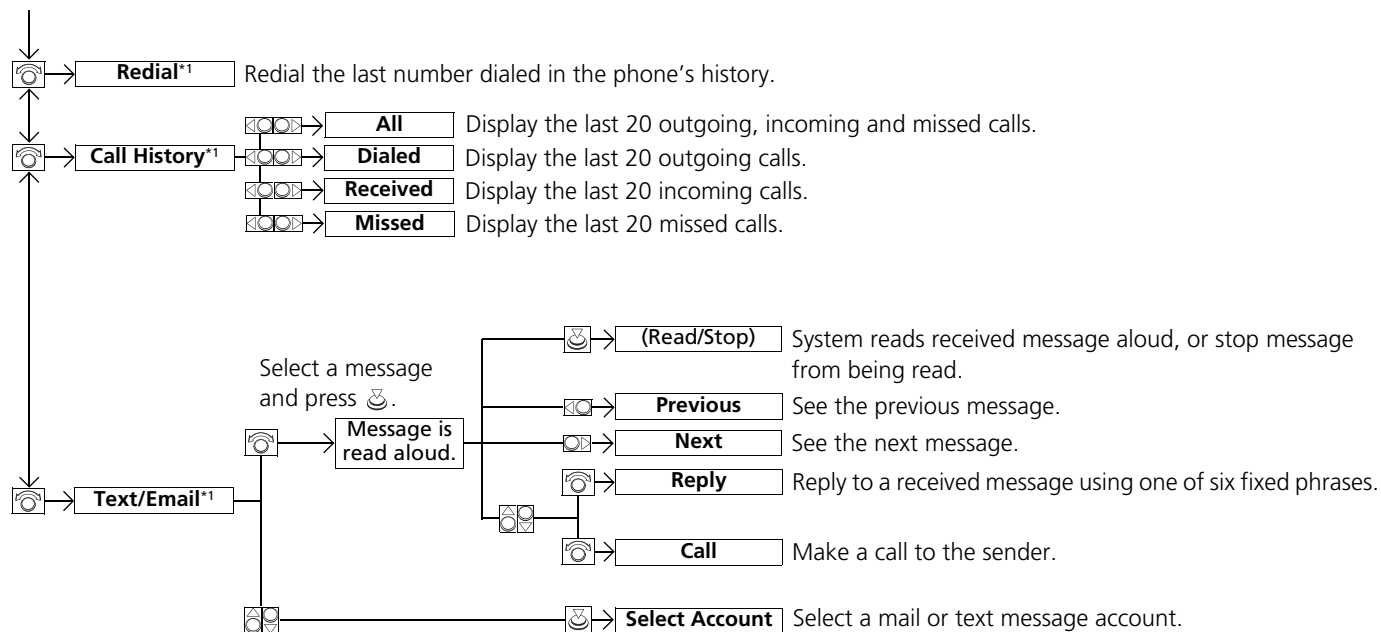 Redial*1 Redial the last number dialed in the phone's history.
All Display the last 20 outgoing, incoming and missed calls.
Call History*1 Dialed Display the last 20 outgoing calls.
Received Display the last 20 incoming calls.
Missed Display the last 20 missed calls.
(Read/Stop) System reads received message aloud, or stop message
from being read.
Select a message
and press .
Previous See the previous message.
Message is
read aloud.
Next See the next message.
Reply Reply to a received message using one of six fixed phrases.
Text/Email*1
Call Make a call to the sender.
Select Account Select a mail or text message account.